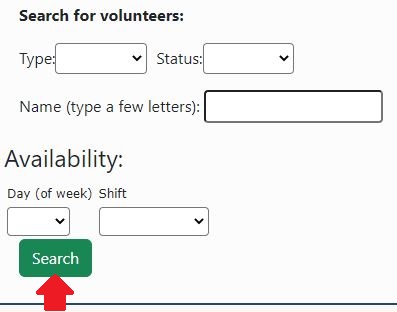 Search for volunteers:
Type: Status:
Name (type a few letters):
Availability:
Day (of week) Shift
Search